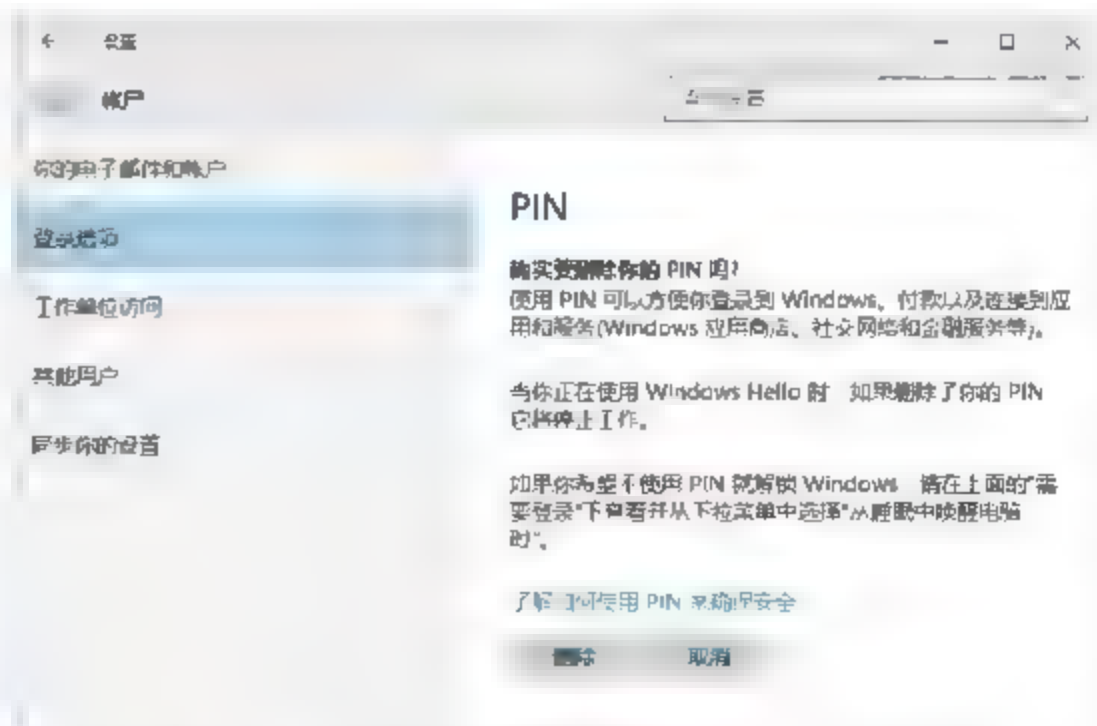 设置
帐户
你的电子邮件和帐户
登录选项
工作单位访问
其他用户
同步你的设置
PIN
确实要删除你的 PIN 吗?
使用 PIN 可以方便你登录到 Windows、付款以及连接到应
用和服务(Windows 应用商店、社交网络和金融服务等)。
当你正在使用 Windows Hello 时 如果删除了你的 PIN
它将停止工作。
如果你希望不使用 PIN 就解锁 Windows 请在上面的"需
要登录"下查看并从下拉菜单中选择"从睡眠中唤醒电脑
时"。
了解如何使用 PIN 来确保安全
删除 取消